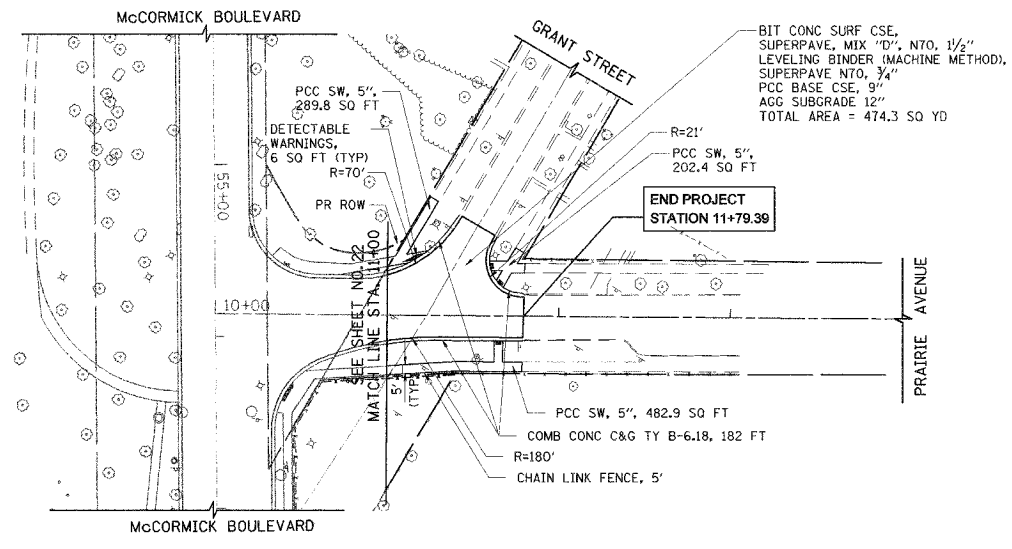 McCORMICK BOULEVARD
GRANT STREET
BIT CONC SURF CSE,
SUPERPAVE, MIX "D", N70, 1½"
LEVELING BINDER (MACHINE METHOD),
SUPERPAVE N70, ¾"
PCC BASE CSE, 9"
AGG SUBGRADE 12"
TOTAL AREA = 474.3 SQ YD
PCC SW, 5",
289.8 SQ FT
DETECTABLE
WARNINGS,
6 SQ FT (TYP)
R=70'
PR ROW
R=21'
PCC SW, 5",
202.4 SQ FT
END PROJECT
STATION 11+79.39
55+00
10+00
SEE SHEET NO. 22
MATCH LINE STA. 11+00
PRAIRIE AVENUE
5'
(TYP)
PCC SW, 5", 482.9 SQ FT
COMB CONC C&G TY B-6.18, 182 FT
R=180'
CHAIN LINK FENCE, 5'
McCORMICK BOULEVARD